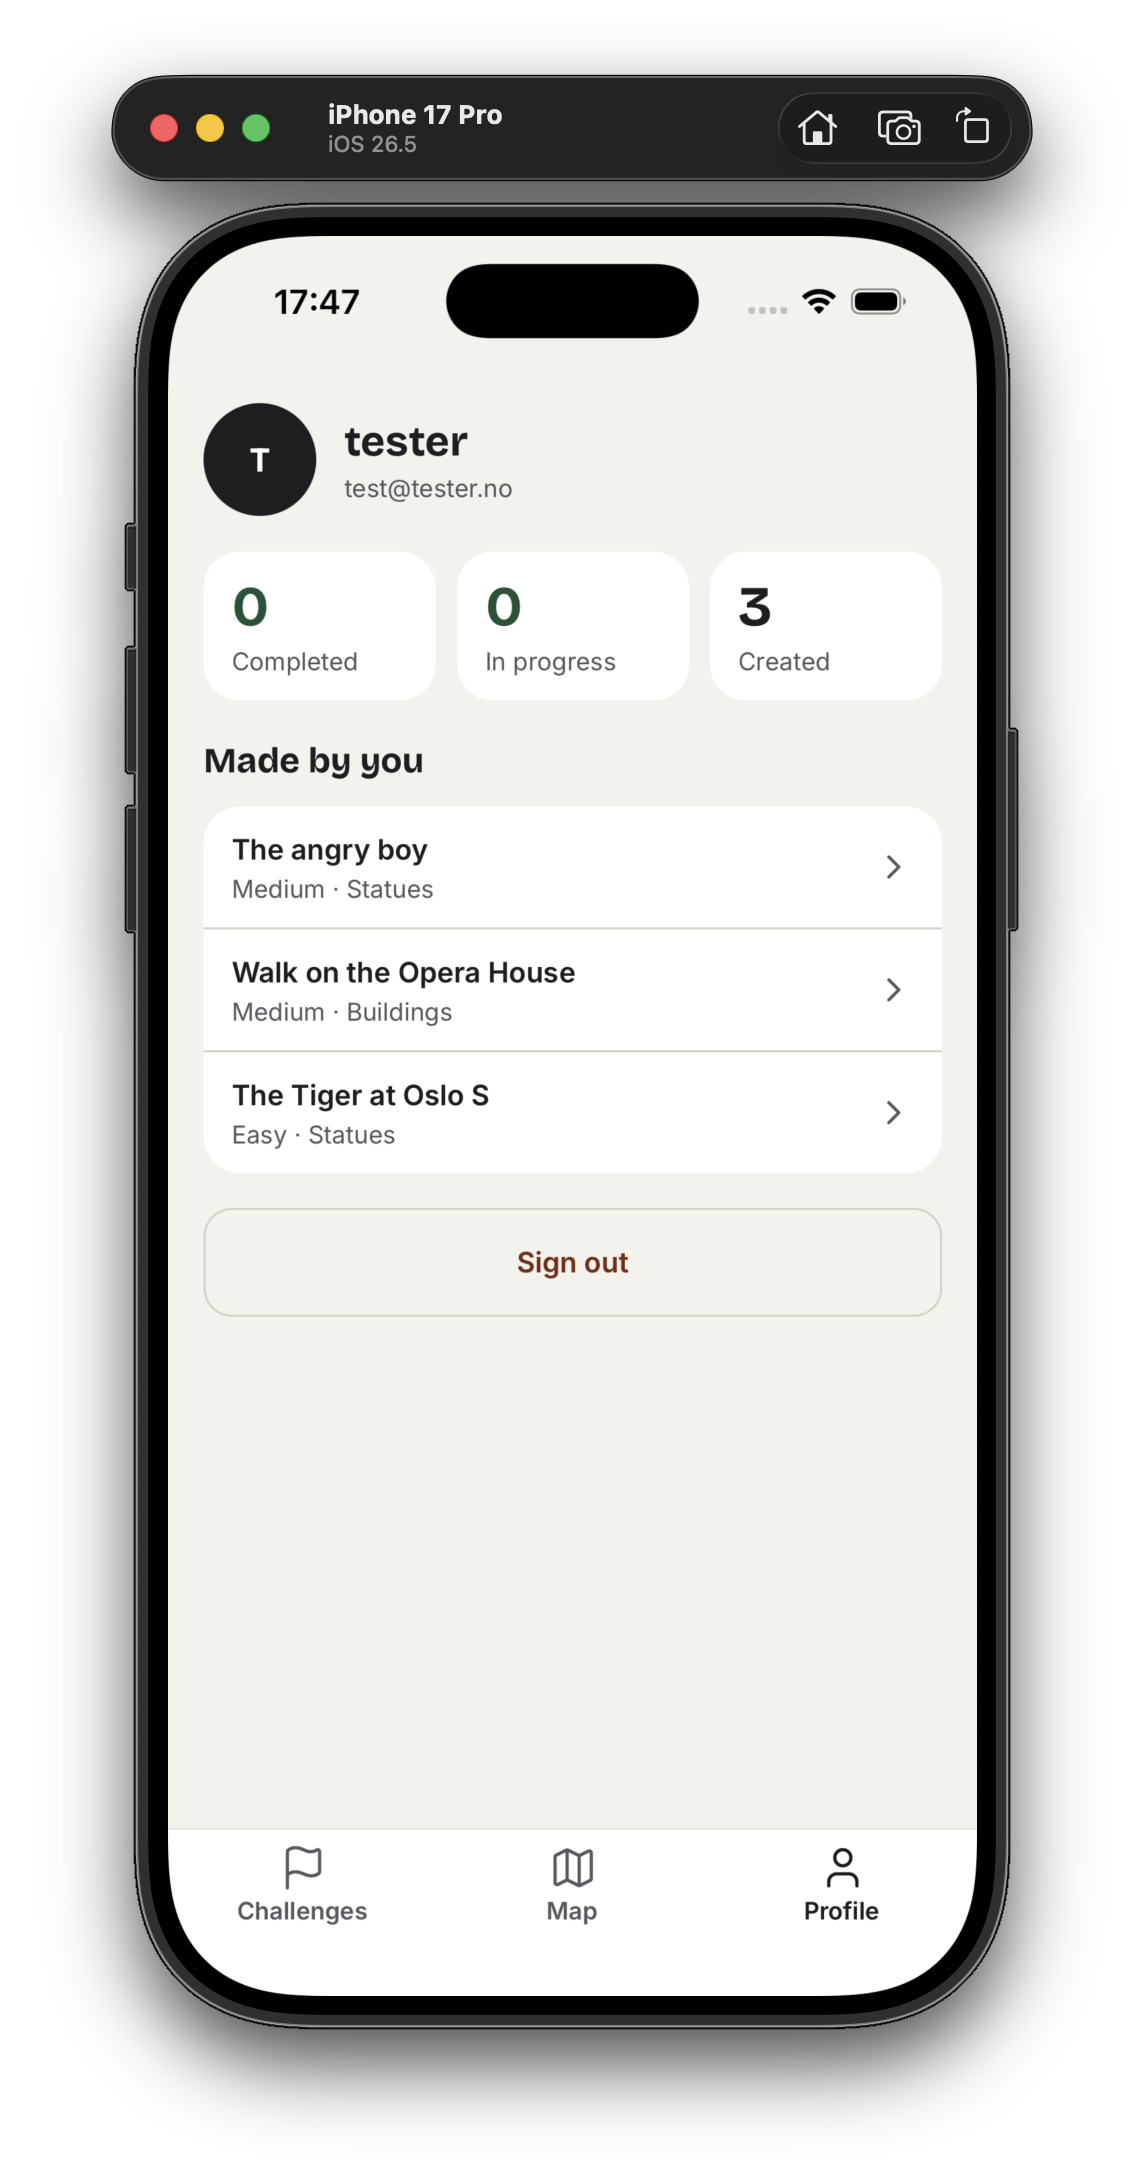 iPhone 17 Pro
iOS 26.5
17:47
T
tester
test@tester.no
0
Completed
0
In progress
3
Created
Made by you
The angry boy
Medium · Statues
Walk on the Opera House
Medium · Buildings
The Tiger at Oslo S
Easy · Statues
Sign out
Challenges
Map
Profile